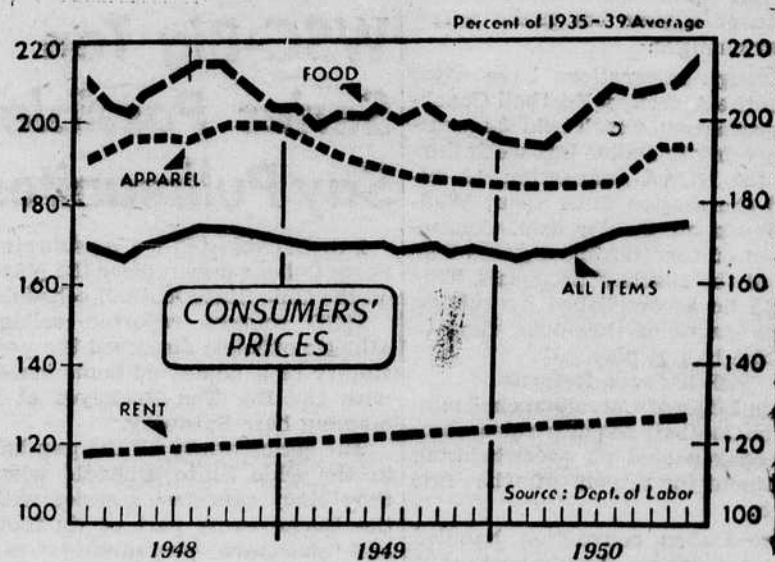 Percent of 1935-39 Average
220 220
FOOD
200 200
APPAREL
180 180
160 ALL ITEMS 160
CONSUMERS'
PRICES
140 140
RENT
120 120
Source: Dept. of Labor
100 100
1948 1949 1950